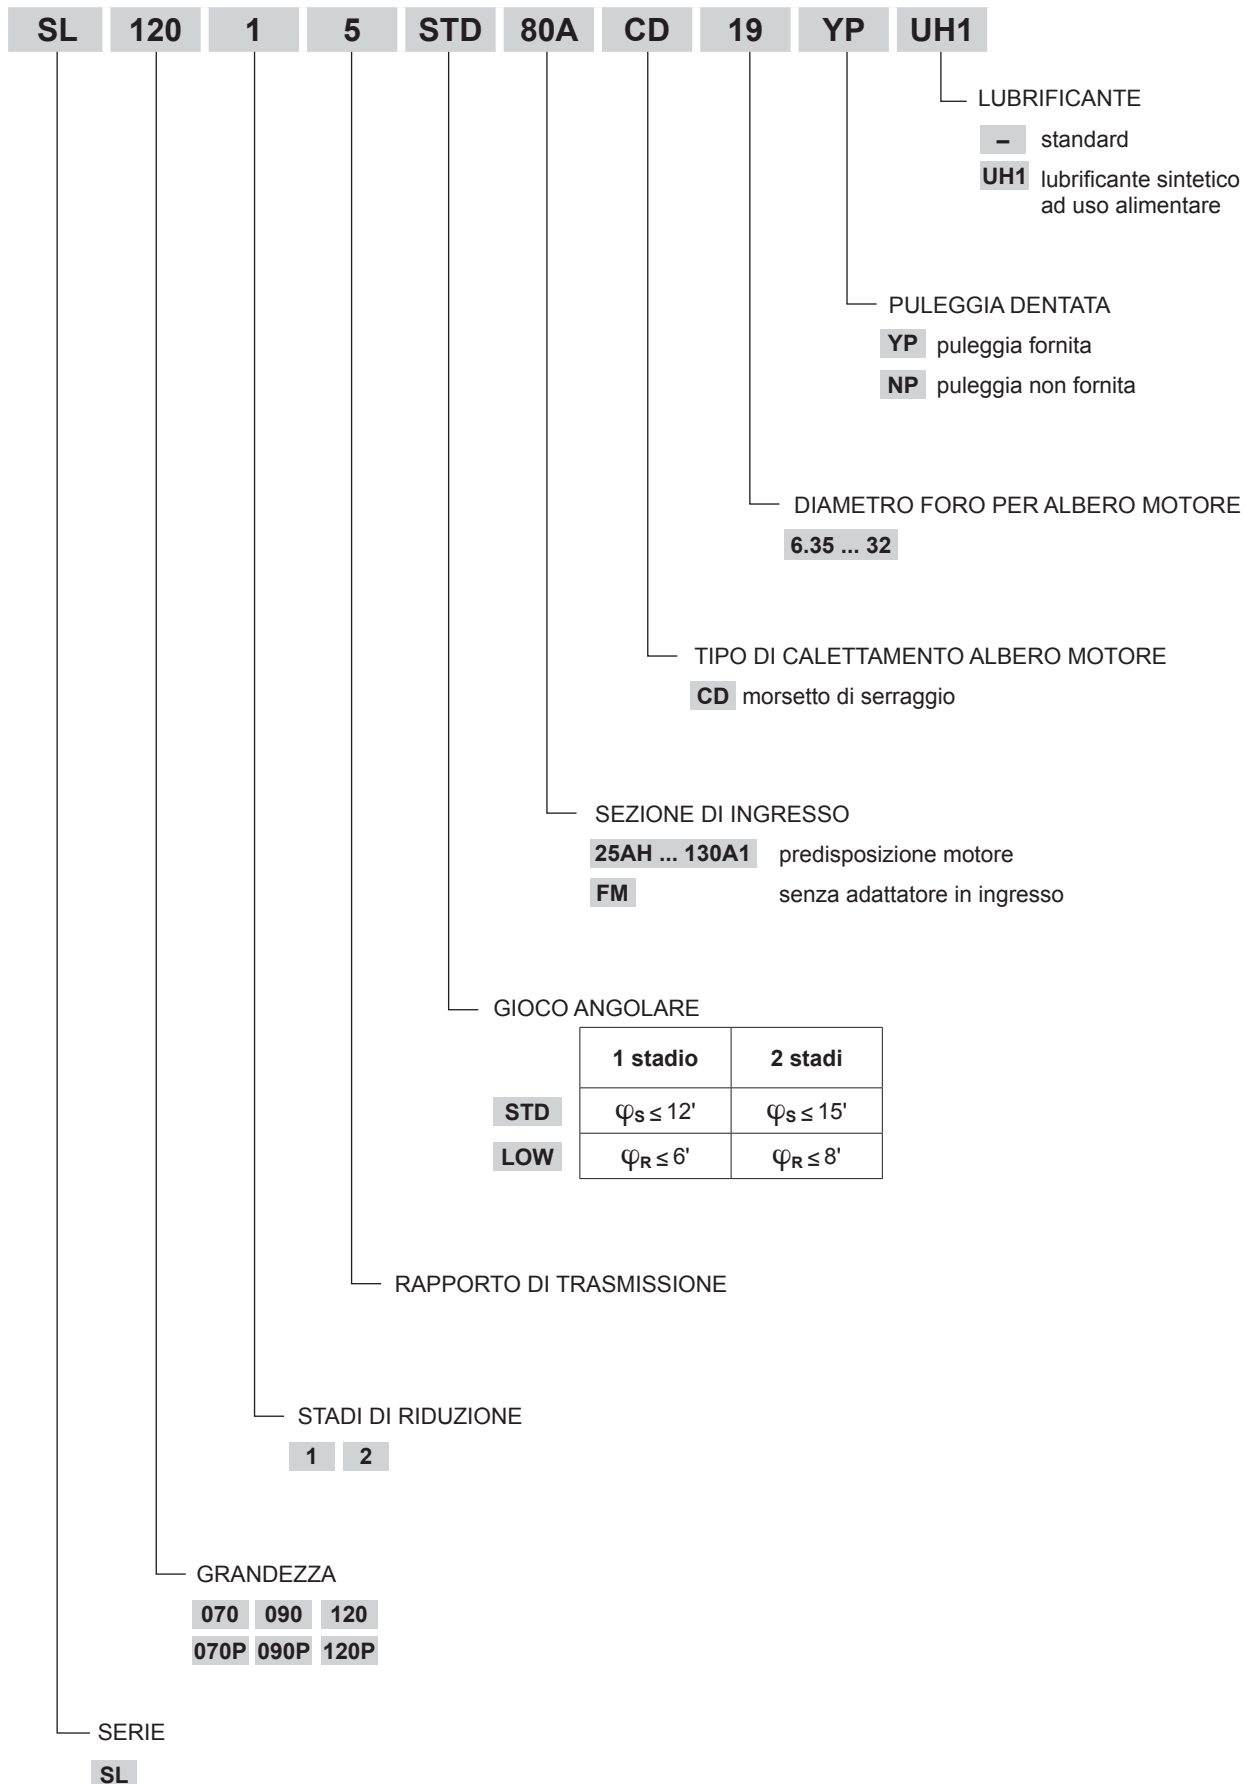 SL 120 1 5 STD 80A CD 19 YP UH1
LUBRIFICANTE
– standard
UH1 lubrificante sintetico
ad uso alimentare
PULEGGIA DENTATA
YP puleggia fornita
NP puleggia non fornita
DIAMETRO FORO PER ALBERO MOTORE
6.35 ... 32
TIPO DI CALETTAMENTO ALBERO MOTORE
CD morsetto di serraggio
SEZIONE DI INGRESSO
25AH ... 130A1 predisposizione motore
FM senza adattatore in ingresso
GIOCO ANGOLARE
1 stadio 2 stadi
STD φS ≤ 12' φS ≤ 15'
LOW φR ≤ 6' φR ≤ 8'
RAPPORTO DI TRASMISSIONE
STADI DI RIDUZIONE
1 2
GRANDEZZA
070 090 120
070P 090P 120P
SERIE
SL